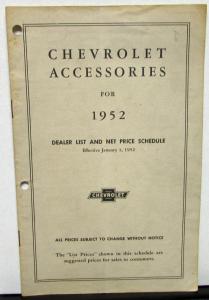 CHEVROLET
ACCESSORIES
FOR
1952
DEALER LIST AND NET PRICE SCHEDULE
Effective January 1, 1952
CHEVROLET
ALL PRICES SUBJECT TO CHANGE WITHOUT NOTICE
The "List Prices" shown in this schedule are
suggested prices for sales to consumers.